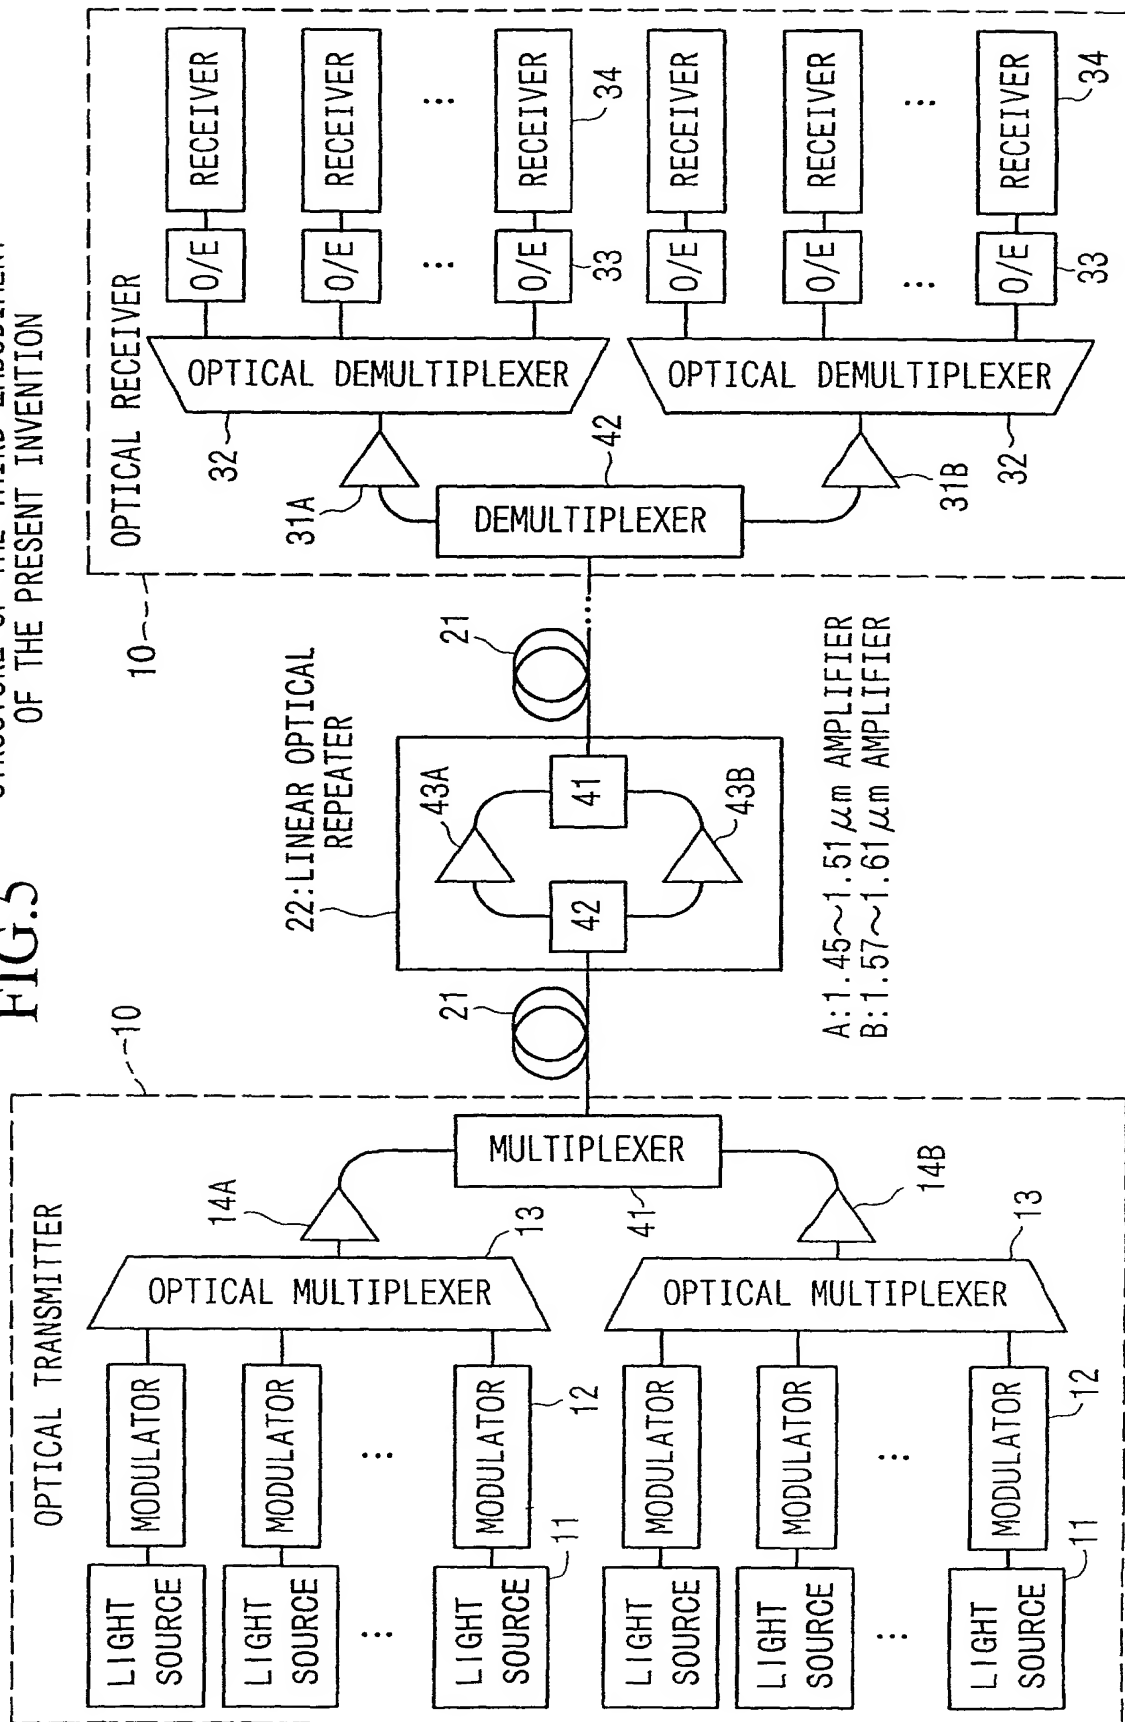 FIG.5
STRUCTURE OF THE THIRD EMBODIMENT
OF THE PRESENT INVENTION
OPTICAL TRANSMITTER
10
LIGHT
SOURCE
MODULATOR
LIGHT
SOURCE
MODULATOR
...
...
LIGHT
SOURCE
11
MODULATOR
12
OPTICAL MULTIPLEXER
13
14A
LIGHT
SOURCE
MODULATOR
LIGHT
SOURCE
MODULATOR
...
...
LIGHT
SOURCE
11
MODULATOR
12
OPTICAL MULTIPLEXER
13
14B
MULTIPLEXER
41
21
22:LINEAR OPTICAL
REPEATER
42
43A
43B
41
21
...
A:1.45~1.51μm AMPLIFIER
B:1.57~1.61μm AMPLIFIER
10
OPTICAL RECEIVER
DEMULTIPLEXER
42
31A
31B
OPTICAL DEMULTIPLEXER
32
O/E
RECEIVER
O/E
RECEIVER
...
...
O/E
33
RECEIVER
34
OPTICAL DEMULTIPLEXER
32
O/E
RECEIVER
O/E
RECEIVER
...
...
O/E
33
RECEIVER
34